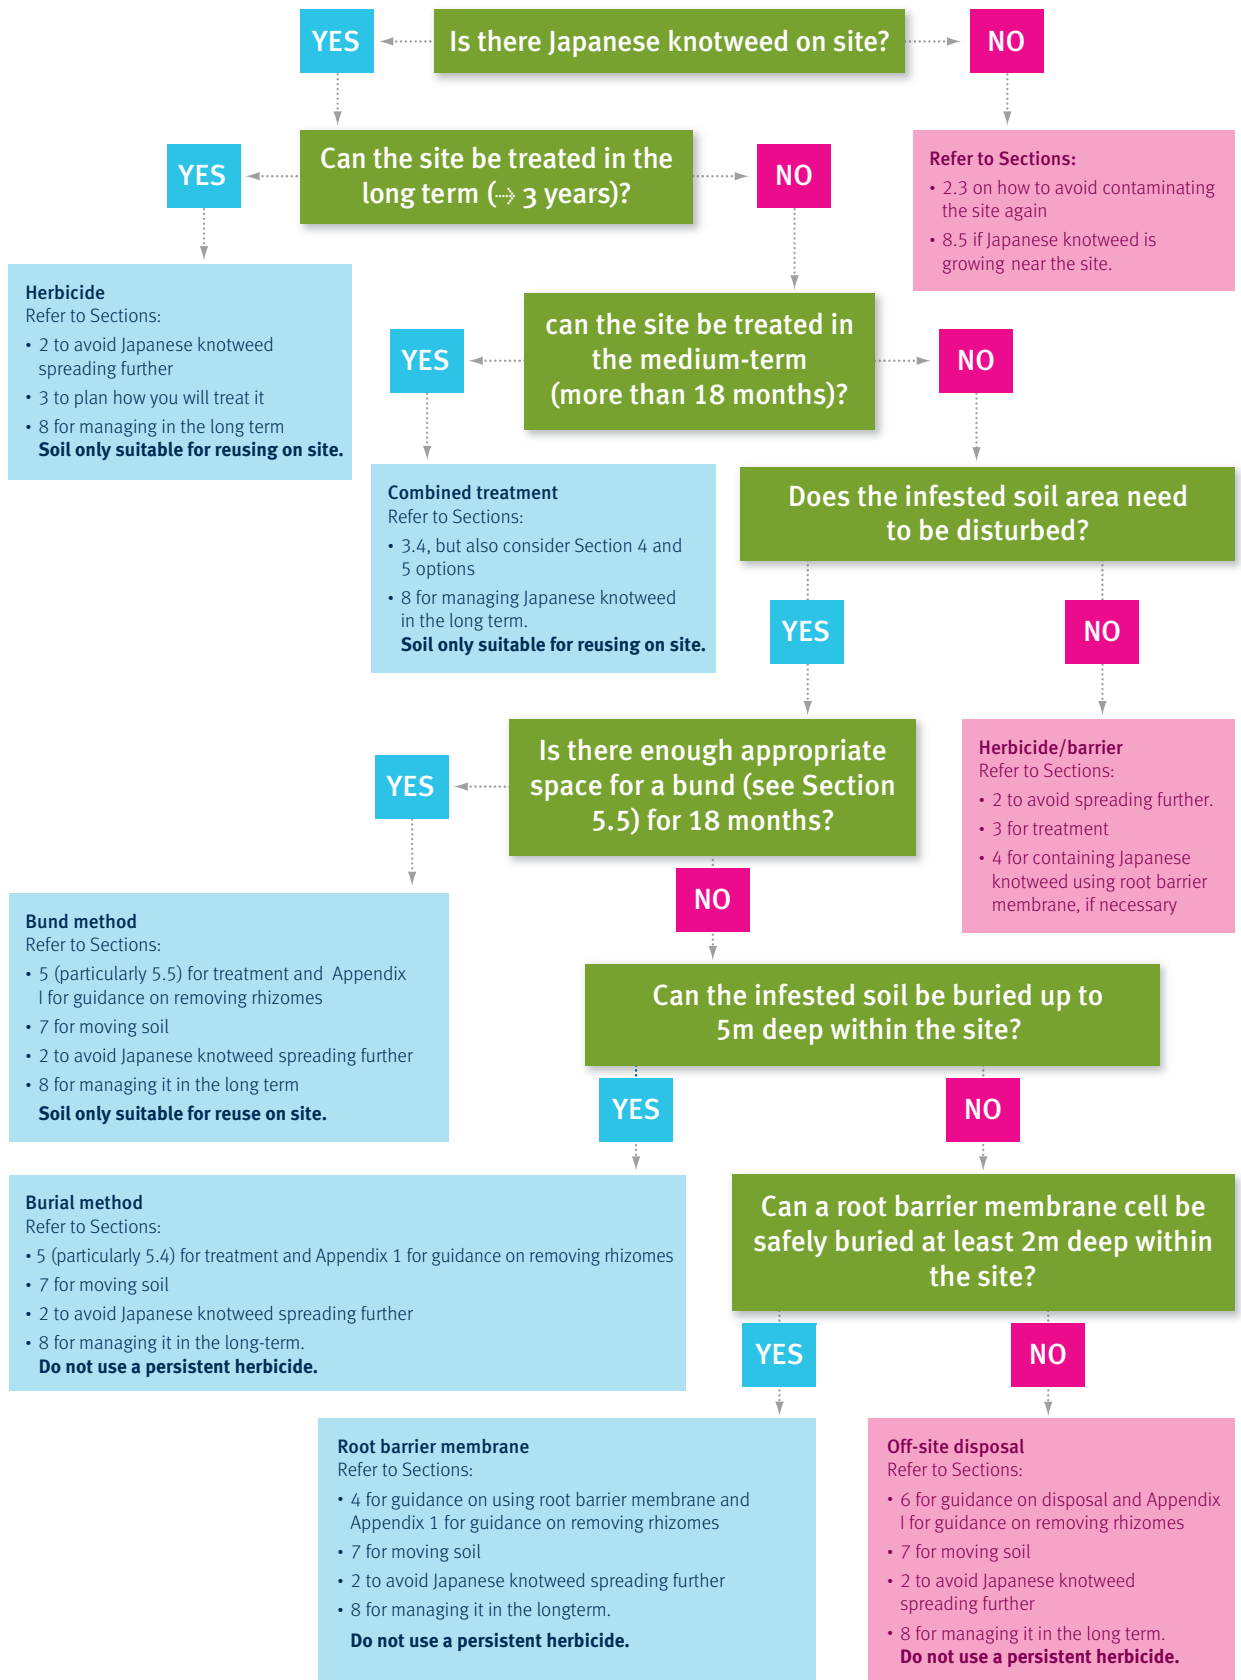 YES
Is there Japanese knotweed on site?
NO
YES
Can the site be treated in the
long term (→ 3 years)?
NO
Refer to Sections:
• 2.3 on how to avoid contaminating
the site again
• 8.5 if Japanese knotweed is
growing near the site.
Herbicide
Refer to Sections:
• 2 to avoid Japanese knotweed
spreading further
• 3 to plan how you will treat it
• 8 for managing in the long term
Soil only suitable for reusing on site.
YES
can the site be treated in
the medium-term
(more than 18 months)?
NO
Combined treatment
Refer to Sections:
• 3.4, but also consider Section 4 and
5 options
• 8 for managing Japanese knotweed
in the long term.
Soil only suitable for reusing on site.
Does the infested soil area need
to be disturbed?
YES
NO
YES
Is there enough appropriate
space for a bund (see Section
5.5) for 18 months?
NO
Herbicide/barrier
Refer to Sections:
• 2 to avoid spreading further.
• 3 for treatment
• 4 for containing Japanese
knotweed using root barrier
membrane, if necessary
Bund method
Refer to Sections:
• 5 (particularly 5.5) for treatment and Appendix
I for guidance on removing rhizomes
• 7 for moving soil
• 2 to avoid Japanese knotweed spreading further
• 8 for managing it in the long term
Soil only suitable for reuse on site.
Can the infested soil be buried up to
5m deep within the site?
YES
NO
Burial method
Refer to Sections:
• 5 (particularly 5.4) for treatment and Appendix 1 for guidance on removing rhizomes
• 7 for moving soil
• 2 to avoid Japanese knotweed spreading further
• 8 for managing it in the long-term.
Do not use a persistent herbicide.
Can a root barrier membrane cell be
safely buried at least 2m deep within
the site?
YES
NO
Root barrier membrane
Refer to Sections:
• 4 for guidance on using root barrier membrane and
Appendix 1 for guidance on removing rhizomes
• 7 for moving soil
• 2 to avoid Japanese knotweed spreading further
• 8 for managing it in the longterm.
Do not use a persistent herbicide.
Off-site disposal
Refer to Sections:
• 6 for guidance on disposal and Appendix
I for guidance on removing rhizomes
• 7 for moving soil
• 2 to avoid Japanese knotweed
spreading further
• 8 for managing it in the long term.
Do not use a persistent herbicide.